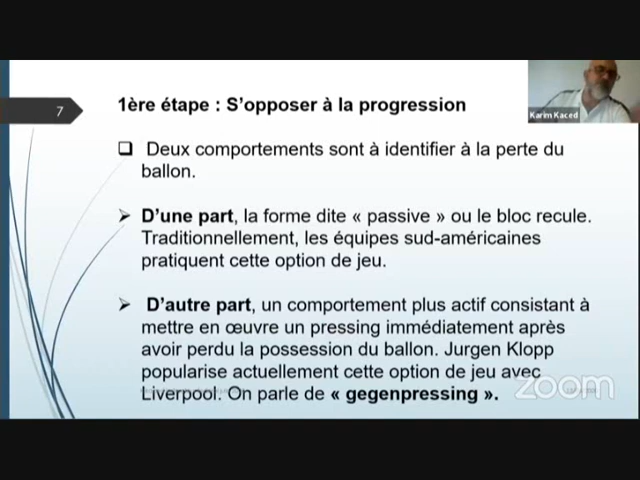 7
1ère étape : S'opposer à la progression
Karim Kaced
Deux comportements sont à identifier à la perte du
ballon.
D'une part, la forme dite « passive » ou le bloc recule.
Traditionnellement, les équipes sud-américaines
pratiquent cette option de jeu.
D'autre part, un comportement plus actif consistant à
mettre en œuvre un pressing immédiatement après
avoir perdu la possession du ballon. Jurgen Klopp
popularise actuellement cette option de jeu avec
Liverpool. On parle de « gegenpressing ».
zoom